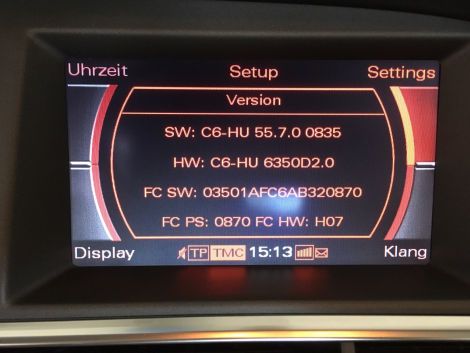 Uhrzeit Setup Settings
Version
SW: C6-HU 55.7.0 0835
HW: C6-HU 6350D2.0
FC SW: 03501AFC6AB320870
FC PS: 0870 FC HW: H07
Display TP TMC 15:13 Klang